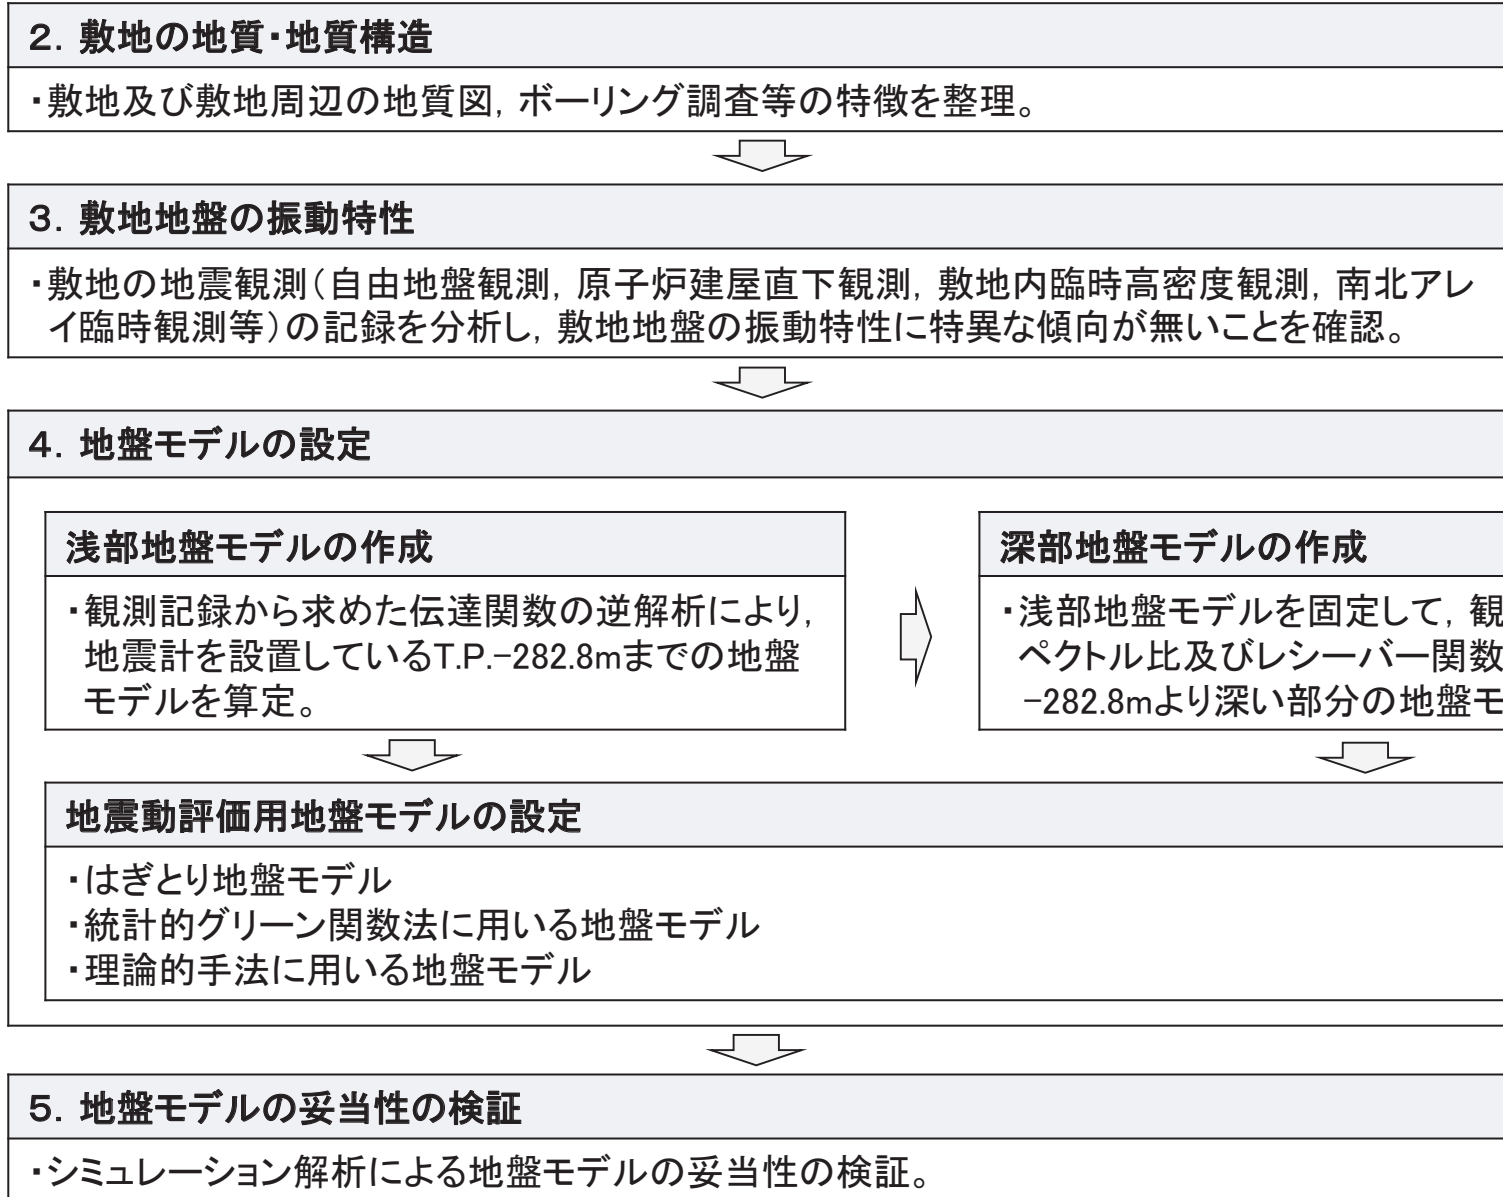 ２．敷地の地質・地質構造
・敷地及び敷地周辺の地質図，ボーリング調査等の特徴を整理。
３．敷地地盤の振動特性
・敷地の地震観測（自由地盤観測，原子炉建屋直下観測，敷地内臨時高密度観測，南北アレ
イ臨時観測等）の記録を分析し，敷地地盤の振動特性に特異な傾向が無いことを確認。
４．地盤モデルの設定
浅部地盤モデルの作成
・観測記録から求めた伝達関数の逆解析により，
地震計を設置しているT.P.-282.8mまでの地盤
モデルを算定。
深部地盤モデルの作成
・浅部地盤モデルを固定して，観
ペクトル比及びレシーバー関数
-282.8mより深い部分の地盤モ
地震動評価用地盤モデルの設定
・はぎとり地盤モデル
・統計的グリーン関数法に用いる地盤モデル
・理論的手法に用いる地盤モデル
５．地盤モデルの妥当性の検証
・シミュレーション解析による地盤モデルの妥当性の検証。